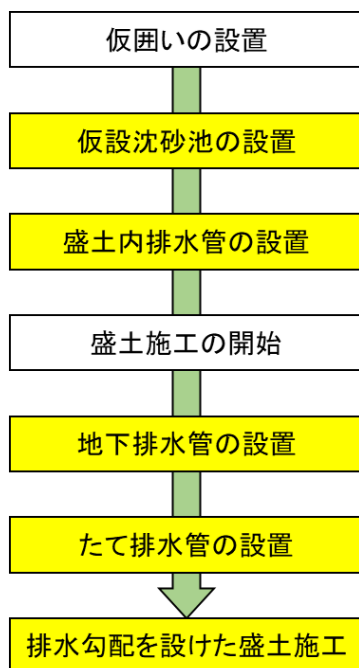 仮囲いの設置
仮設沈砂池の設置
盛土内排水管の設置
盛土施工の開始
地下排水管の設置
たて排水管の設置
排水勾配を設けた盛土施工